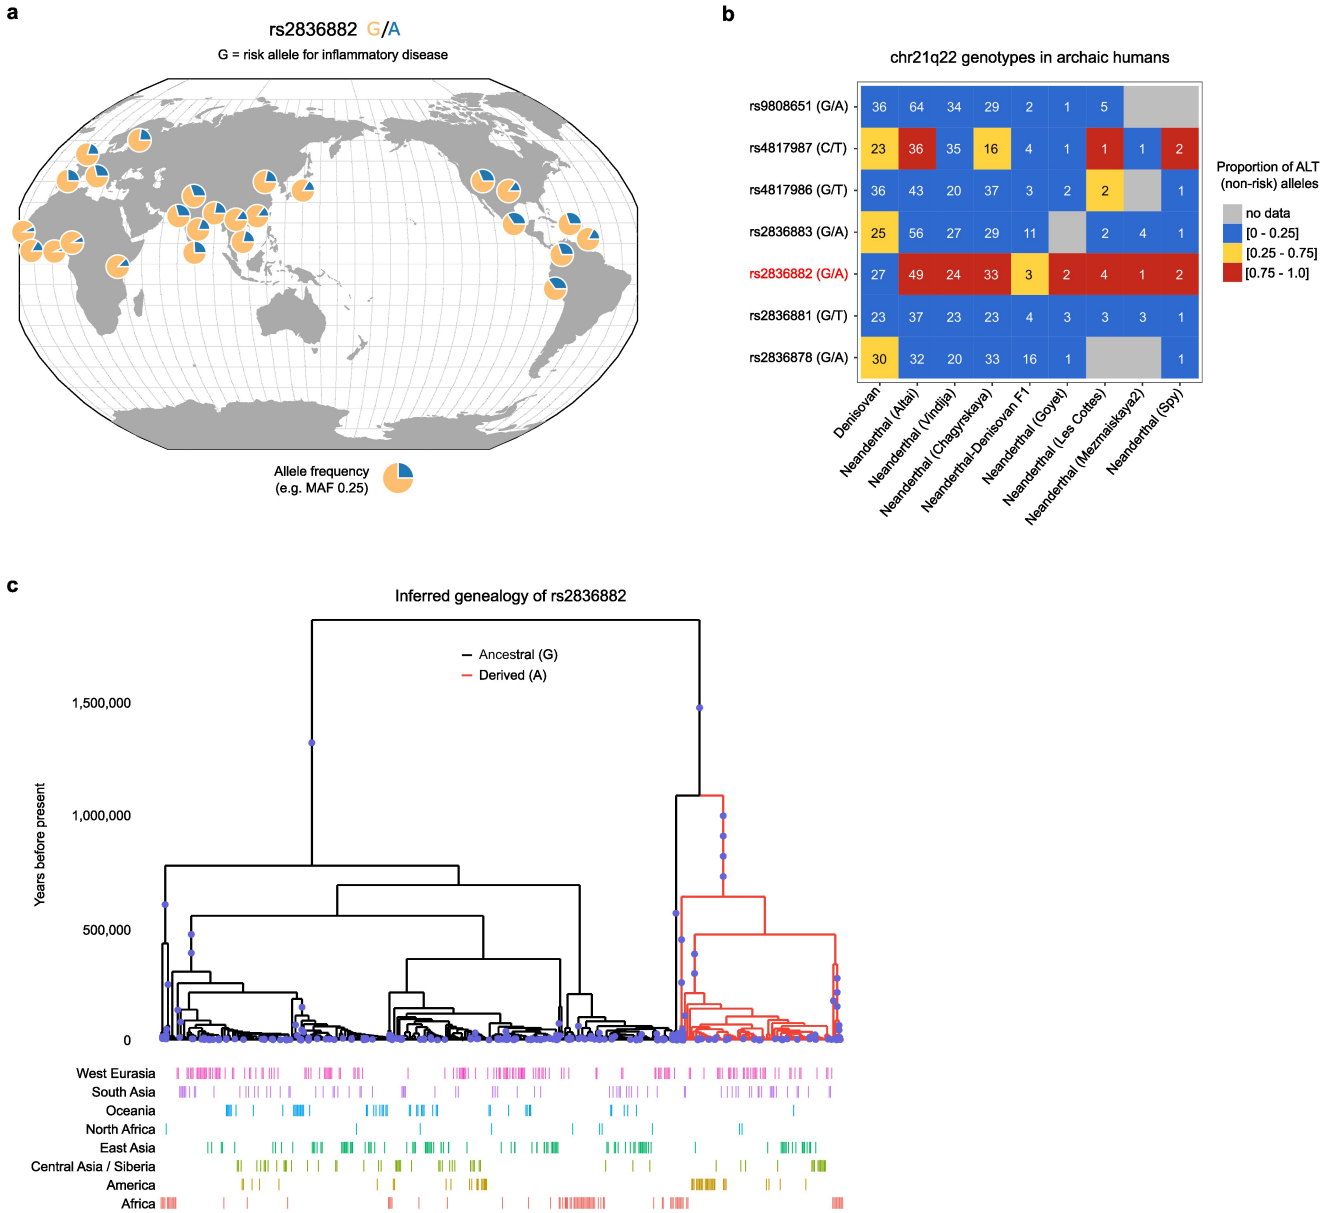 a
rs2836882 G/A
G = risk allele for inflammatory disease
Allele frequency
(e.g. MAF 0.25)
b
chr21q22 genotypes in archaic humans
rs9808651 (G/A) 36 64 34 29 2 1 5
rs4817987 (C/T) 23 36 35 16 4 1 1 1 2
rs4817986 (G/T) 36 43 20 37 3 2 2 1
rs2836883 (G/A) 25 56 27 29 11 2 4 1
rs2836882 (G/A) 27 49 24 33 3 2 4 1 2
rs2836881 (G/T) 23 37 23 23 4 3 3 3 1
rs2836878 (G/A) 30 32 20 33 16 1 1
Denisovan
Neanderthal (Altai)
Neanderthal (Vindija)
Neanderthal (Chagyrskaya)
Neanderthal-Denisovan F1
Neanderthal (Goyet)
Neanderthal (Les Cottes)
Neanderthal (Mezmaiskaya2)
Neanderthal (Spy)
Proportion of ALT
(non-risk) alleles
no data
[0 - 0.25]
[0.25 - 0.75]
[0.75 - 1.0]
c
Inferred genealogy of rs2836882
Ancestral (G)
Derived (A)
Years before present
1,500,000
1,000,000
500,000
0
West Eurasia
South Asia
Oceania
North Africa
East Asia
Central Asia / Siberia
America
Africa